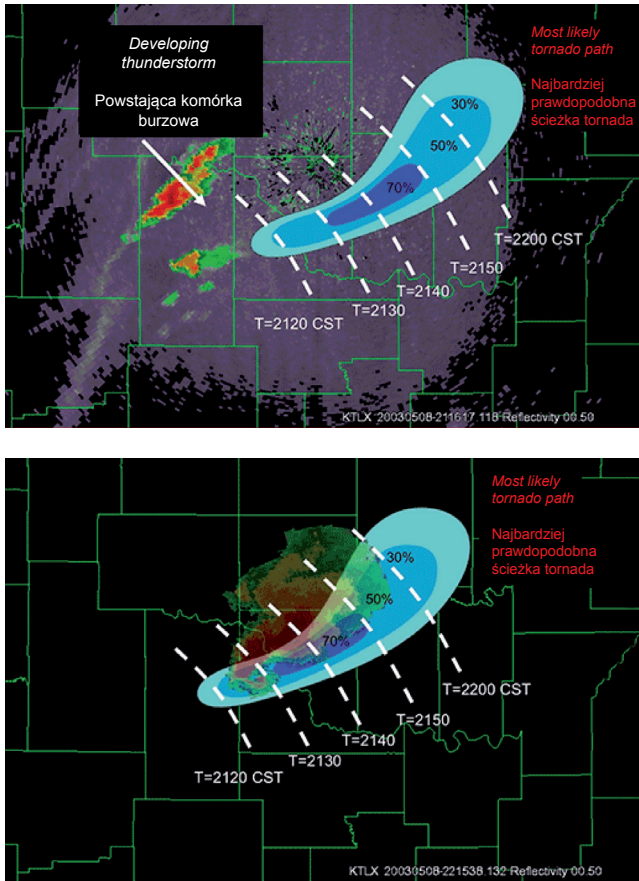 Developing
thunderstorm
Powstająca komórka
burzowa
Most likely
tornado path
Najbardziej
prawdopodobna
ścieżka tornada
30%
50%
70%
T=2200 CST
T=2150
T=2140
T=2130
T=2120 CST
KTLX 20030508-211617.118 Reflectivity 00.50
Most likely
tornado path
Najbardziej
prawdopodobna
ścieżka tornada
30%
50%
70%
T=2200 CST
T=2150
T=2140
T=2130
T=2120 CST
KTLX 20030508-221538.132 Reflectivity 00.50